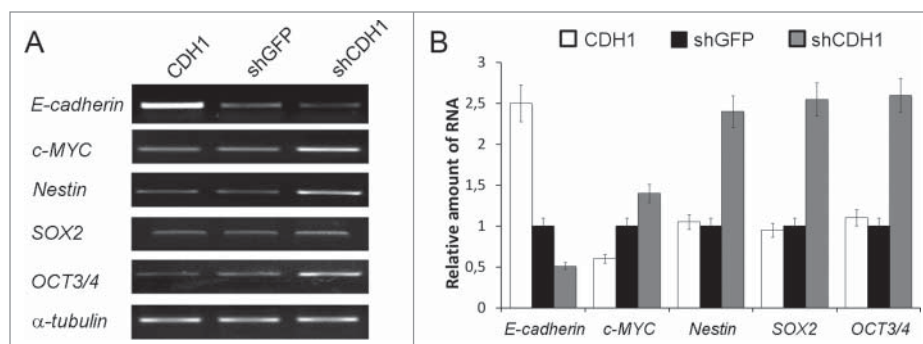 A
CDH1 shGFP shCDH1
E-cadherin
c-MYC
Nestin
SOX2
OCT3/4
α-tubulin
B
CDH1 shGFP shCDH1
Relative amount of RNA
3
2,5
2
1,5
1
0,5
0
E-cadherin c-MYC Nestin SOX2 OCT3/4